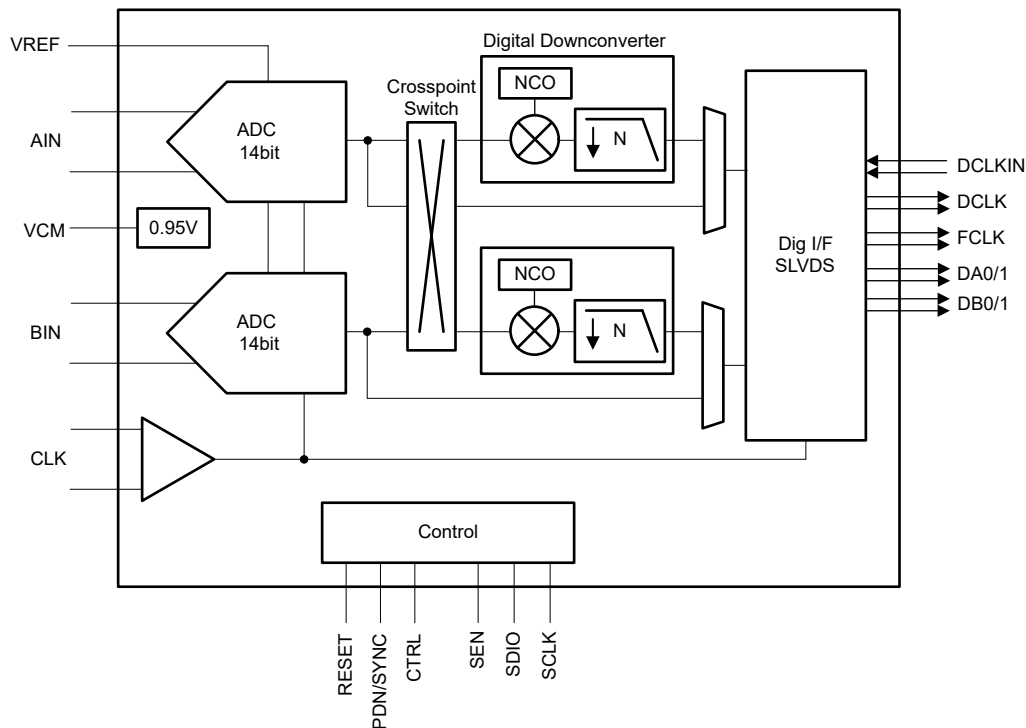 VREF
AIN
VCM
BIN
CLK
ADC
14bit
0.95V
ADC
14bit
Crosspoint
Switch
Digital Downconverter
NCO
N
NCO
N
Dig I/F
SLVDS
DCLKIN
DCLK
FCLK
DA0/1
DB0/1
Control
RESET
PDN/SYNC
CTRL
SEN
SDIO
SCLK